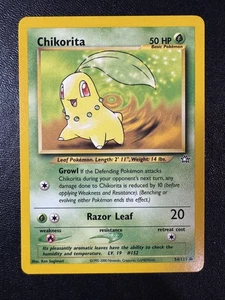 Chikorita
50 HP
Basic Pokémon
Leaf Pokémon. Length: 2' 11", Weight: 14 lbs.
Growl If the Defending Pokémon attacks
Chikorita during your opponent's next turn, any
damage done to Chikorita is reduced by 10 (after
applying Weakness and Resistance). (Benching or
evolving either Pokémon ends this effect.)
Razor Leaf 20
weakness resistance retreat cost
Its pleasantly aromatic leaves have the ability to check the
humidity and temperature. LV. 19 #152